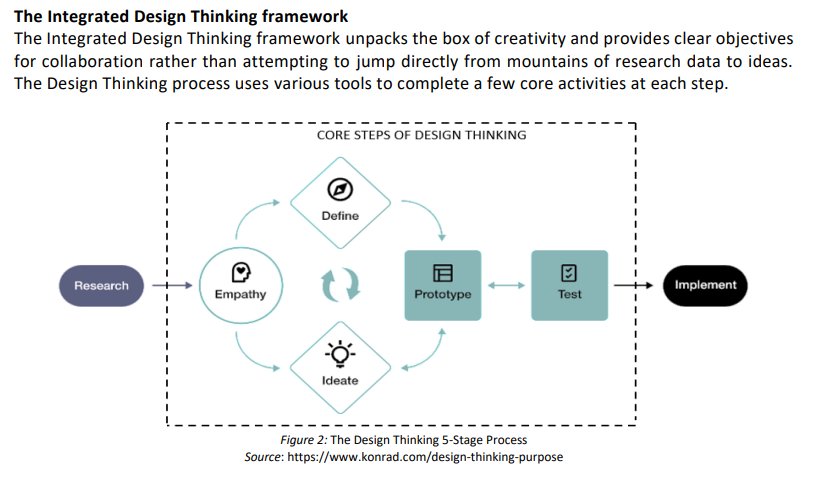 The Integrated Design Thinking framework
The Integrated Design Thinking framework unpacks the box of creativity and provides clear objectives
for collaboration rather than attempting to jump directly from mountains of research data to ideas.
The Design Thinking process uses various tools to complete a few core activities at each step.
CORE STEPS OF DESIGN THINKING
Define
Research
Empathy
Prototype
Test
Implement
Ideate
Figure 2: The Design Thinking 5-Stage Process
Source: https://www.konrad.com/design-thinking-purpose